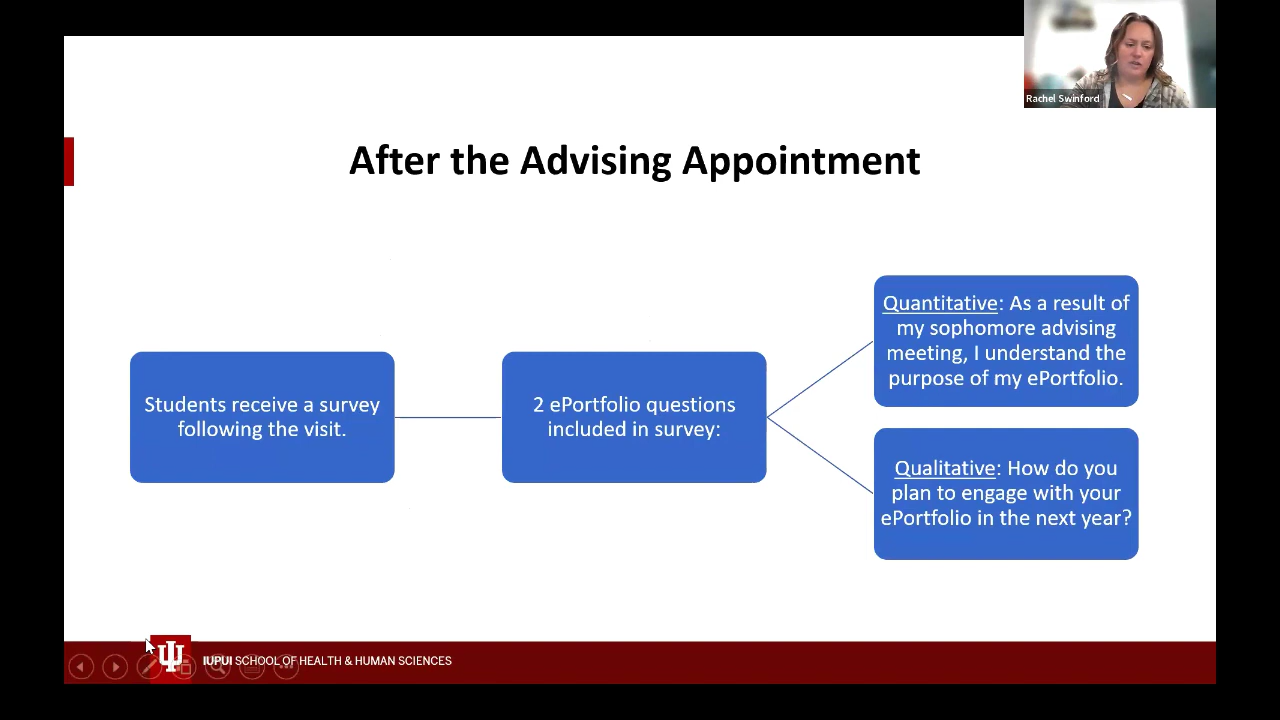 Rachel Swinford
After the Advising Appointment
Students receive a survey
following the visit.
2 ePortfolio questions
included in survey:
Quantitative: As a result of
my sophomore advising
meeting, I understand the
purpose of my ePortfolio.
Qualitative: How do you
plan to engage with your
ePortfolio in the next year?
IUPUI SCHOOL OF HEALTH & HUMAN SCIENCES